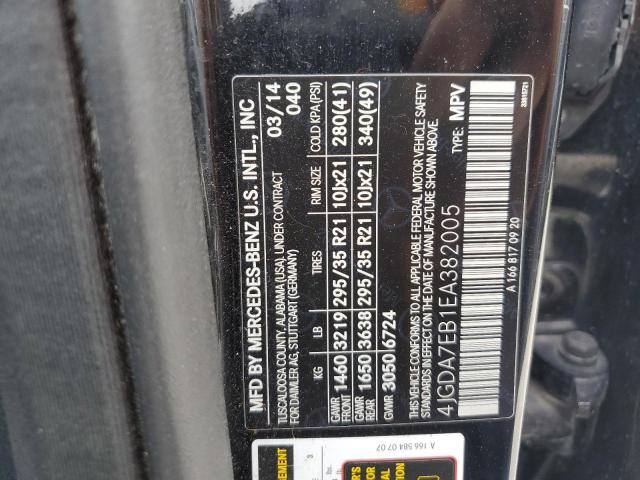 MFD BY MERCEDES-BENZ U.S. INTL., INC
TUSCALOOSA COUNTY, ALABAMA (USA), UNDER CONTRACT 03/14
FOR DAIMLER AG, STUTTGART (GERMANY) 040
KG LB TIRES RIM SIZE COLD KPA(PSI)
GAWR FRONT 1460 3219 295/35 R21 10Jx21 280(41)
GAWR REAR 1650 3638 295/35 R21 10Jx21 340(49)
GVWR 3050 6724
THIS VEHICLE CONFORMS TO ALL APPLICABLE FEDERAL MOTOR VEHICLE SAFETY
STANDARDS IN EFFECT ON THE DATE OF MANUFACTURE SHOWN ABOVE.
4JGDA7EB1EA382005 TYPE: MPV
A 166 817 09 20
A 166 584 07 07